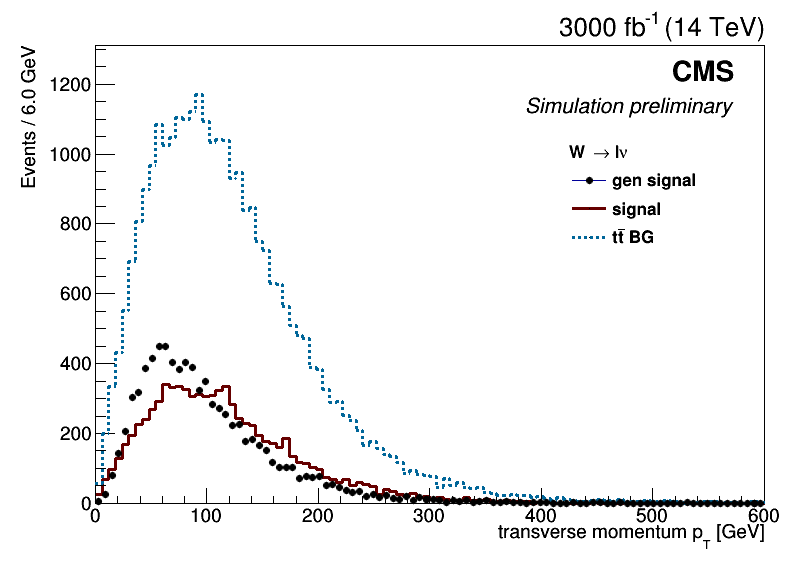 3000 fb⁻¹ (14 TeV)
CMS
Simulation preliminary
W → lν
gen signal
signal
tt̄ BG
Events / 6.0 GeV
1200
1000
800
600
400
200
0
0 100 200 300 400 500 600
transverse momentum p_T [GeV]